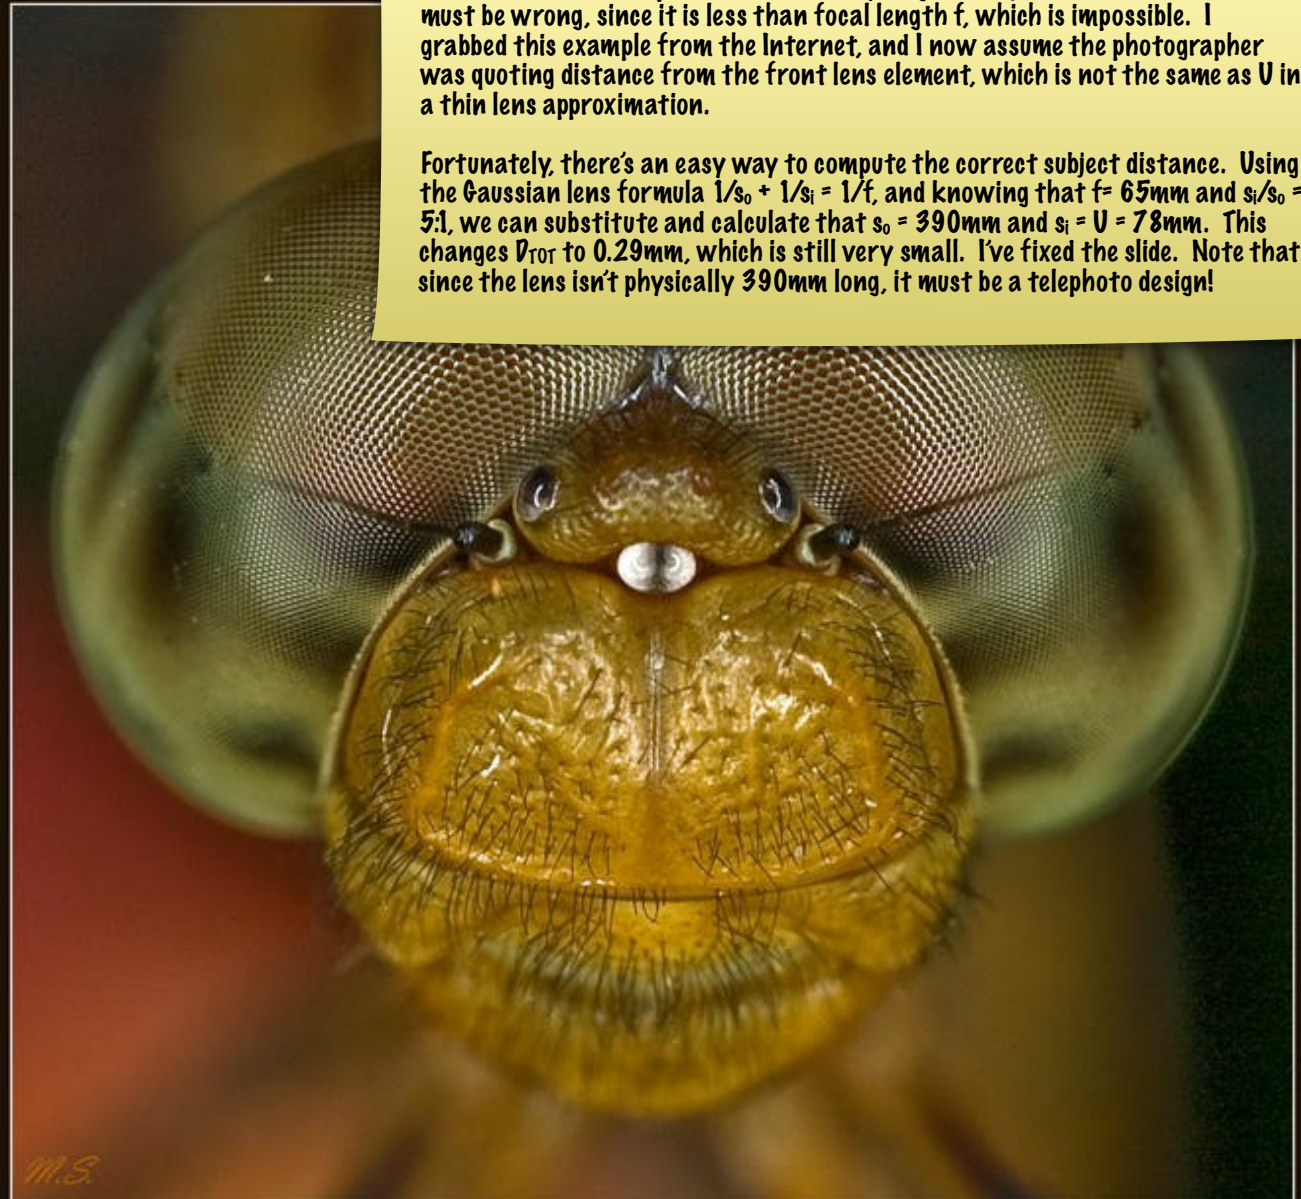 must be wrong, since it is less than focal length f, which is impossible. I
grabbed this example from the Internet, and I now assume the photographer
was quoting distance from the front lens element, which is not the same as U in
a thin lens approximation.
Fortunately, there's an easy way to compute the correct subject distance. Using
the Gaussian lens formula 1/so + 1/si = 1/f, and knowing that f= 65mm and si/so =
5:1, we can substitute and calculate that so = 390mm and si = U = 78mm. This
changes DTOT to 0.29mm, which is still very small. I've fixed the slide. Note that
since the lens isn't physically 390mm long, it must be a telephoto design!
M.S.